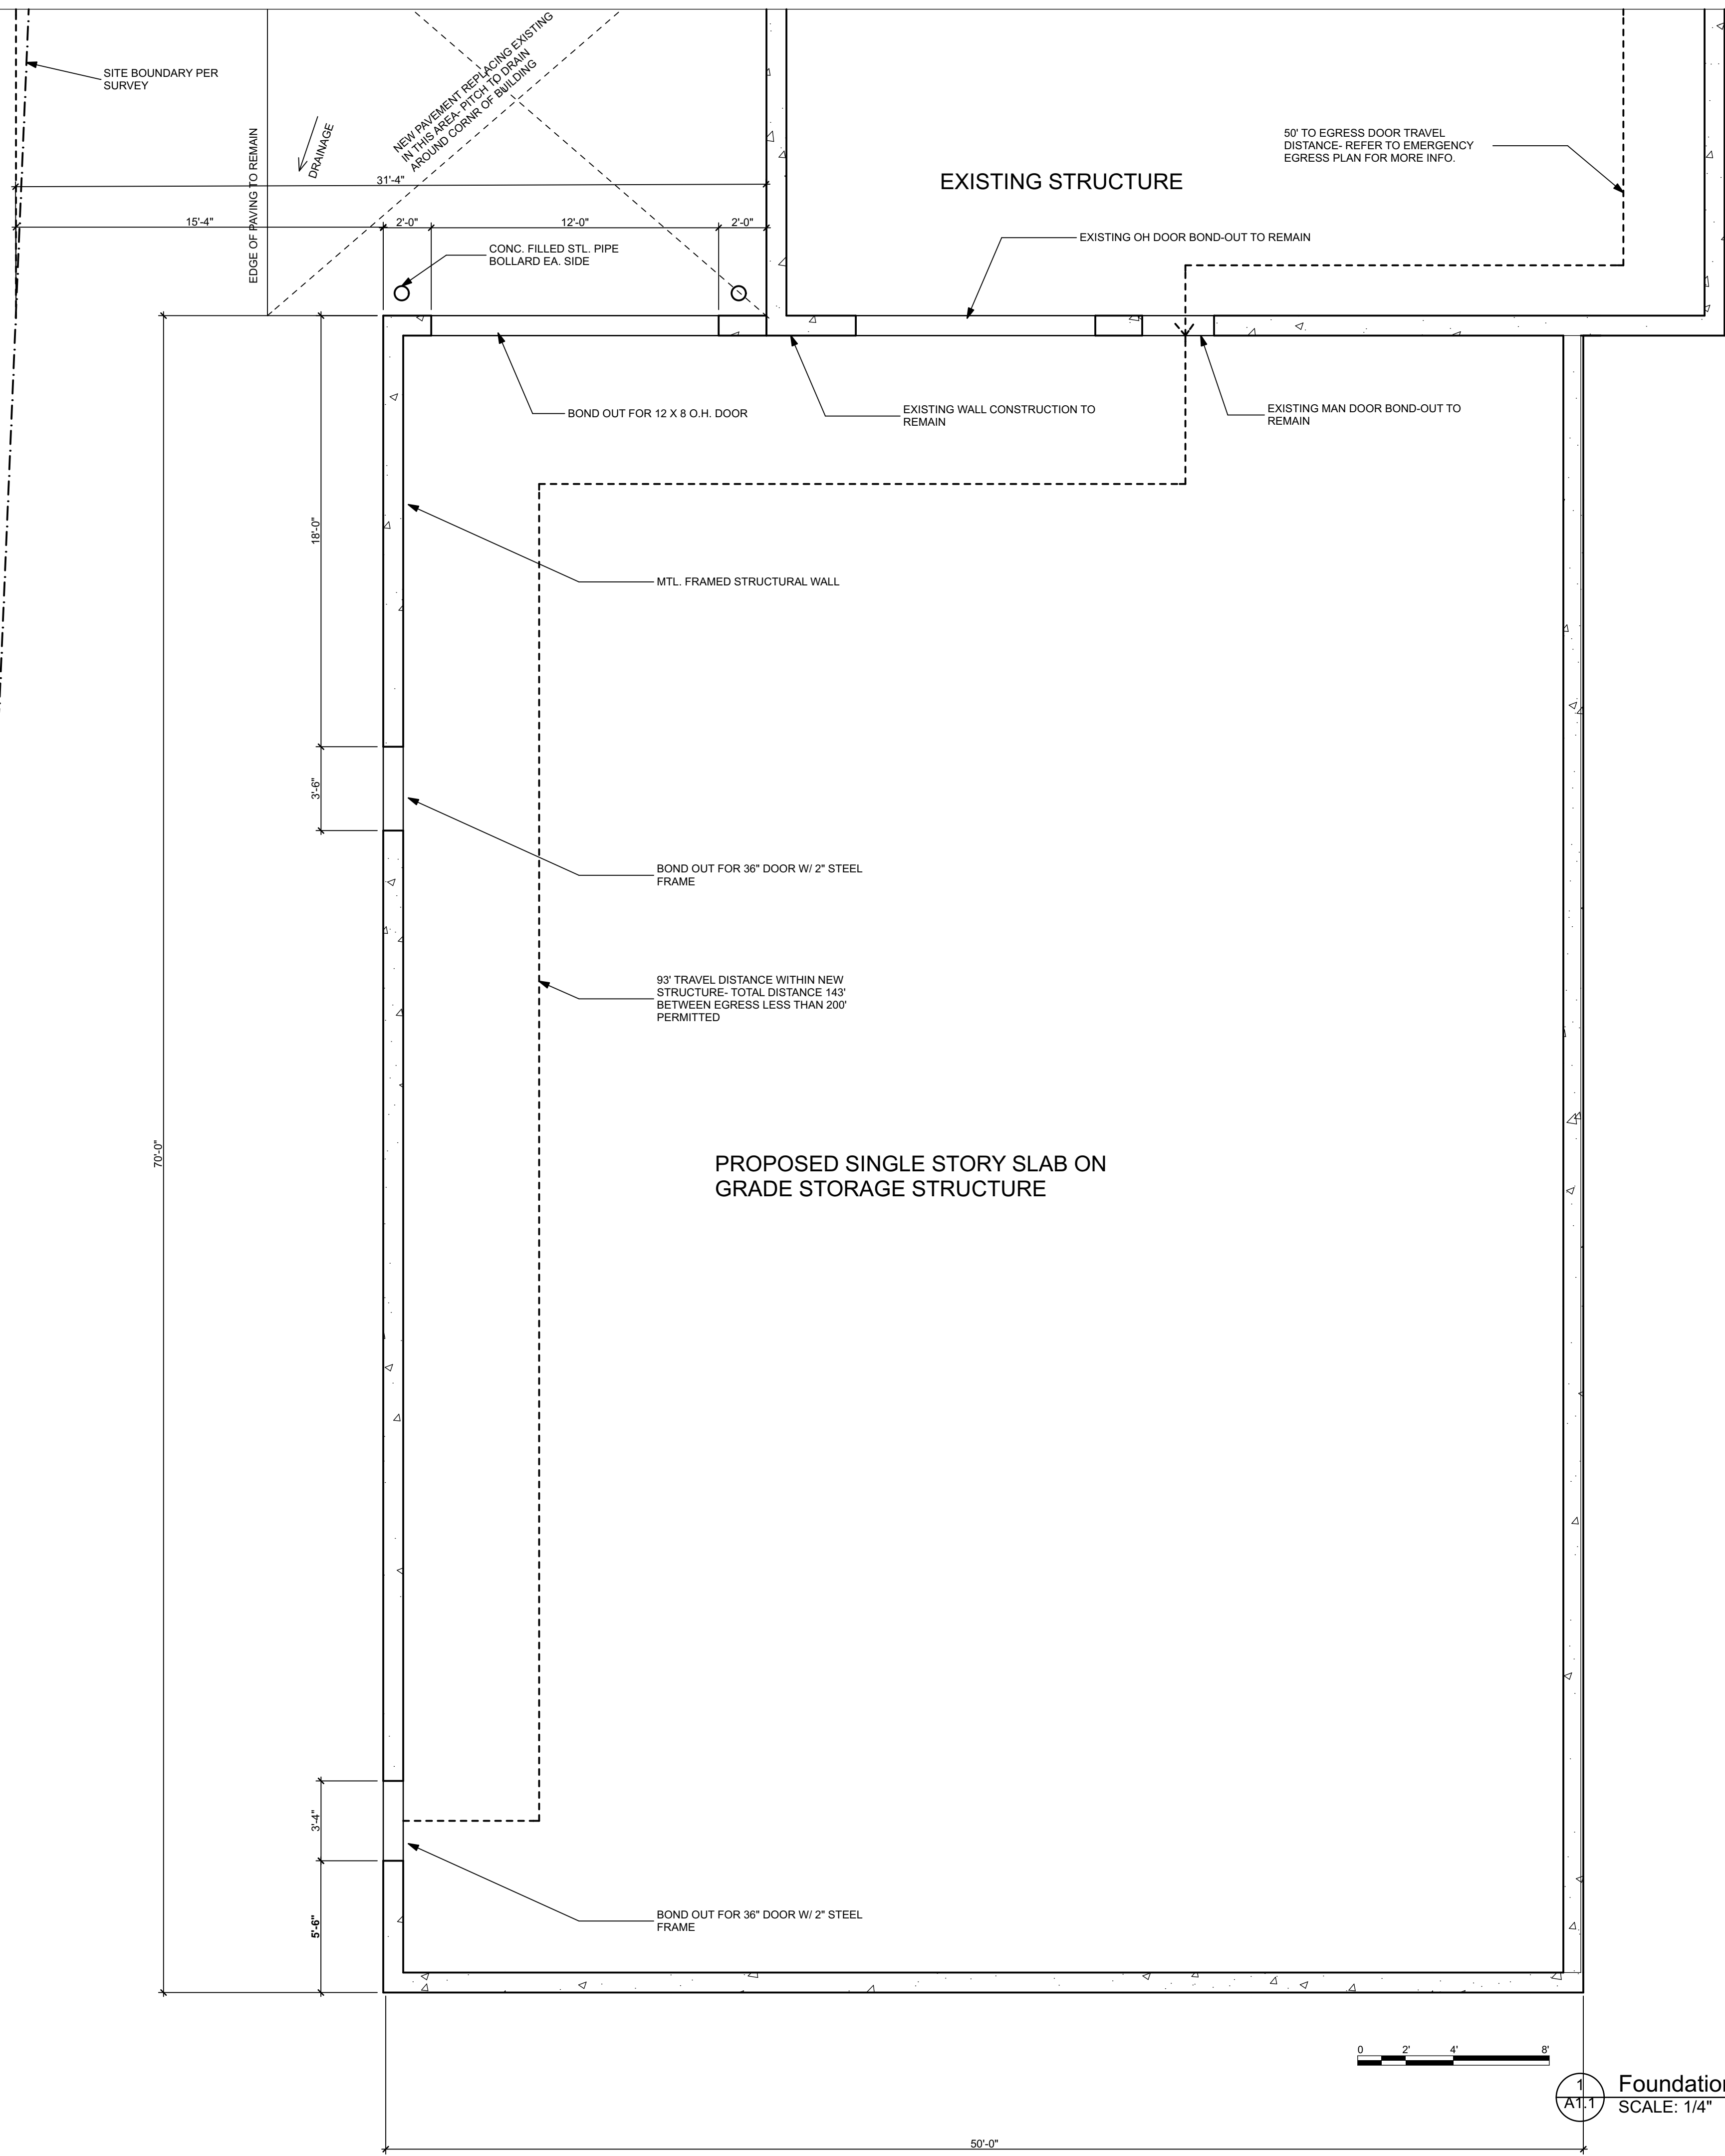 SITE BOUNDARY PER
SURVEY
EDGE OF PAVING TO REMAIN
DRAINAGE
NEW PAVEMENT REPLACING EXISTING
IN THIS AREA- PITCH TO DRAIN
AROUND CORNR OF BUILDING
31'-4"
15'-4"
2'-0"
12'-0"
2'-0"
CONC. FILLED STL. PIPE
BOLLARD EA. SIDE
EXISTING STRUCTURE
50' TO EGRESS DOOR TRAVEL
DISTANCE- REFER TO EMERGENCY
EGRESS PLAN FOR MORE INFO.
EXISTING OH DOOR BOND-OUT TO REMAIN
BOND OUT FOR 12 X 8 O.H. DOOR
EXISTING WALL CONSTRUCTION TO
REMAIN
EXISTING MAN DOOR BOND-OUT TO
REMAIN
18'-0"
MTL. FRAMED STRUCTURAL WALL
3'-6"
BOND OUT FOR 36" DOOR W/ 2" STEEL
FRAME
93' TRAVEL DISTANCE WITHIN NEW
STRUCTURE- TOTAL DISTANCE 143'
BETWEEN EGRESS LESS THAN 200'
PERMITTED
70'-0"
PROPOSED SINGLE STORY SLAB ON
GRADE STORAGE STRUCTURE
3'-4"
5'-6"
BOND OUT FOR 36" DOOR W/ 2" STEEL
FRAME
0 2' 4' 8'
1
A1.1
Foundation
SCALE: 1/4"
50'-0"